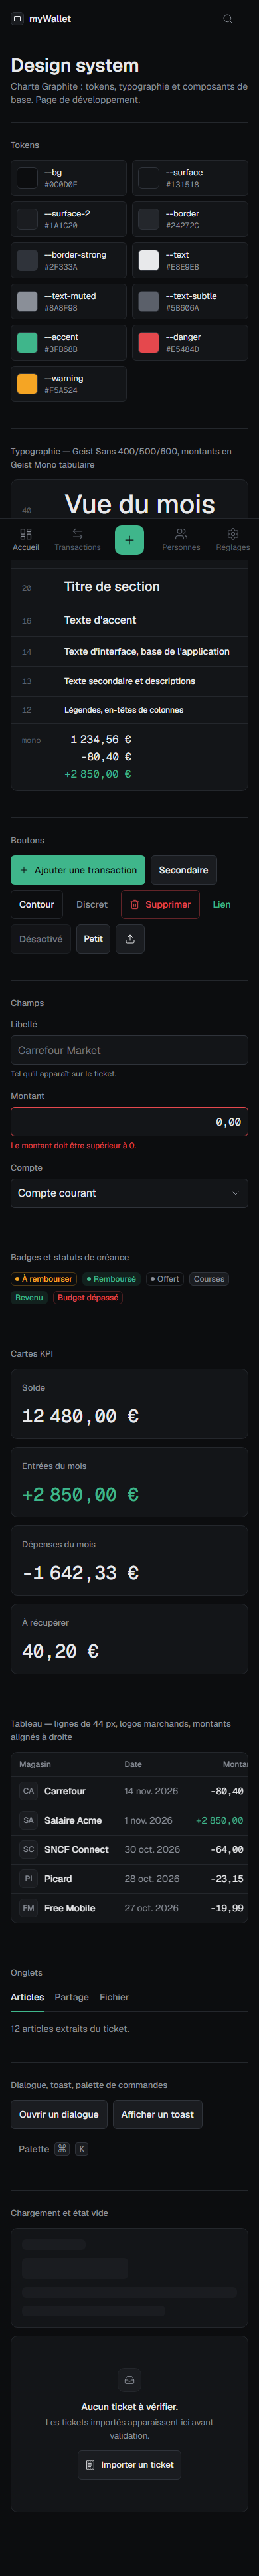 myWallet
Design system
Charte Graphite : tokens, typographie et composants de
base. Page de développement.
Tokens
--bg
#0C0D0F
--surface
#131518
--surface-2
#1A1C20
--border
#24272C
--border-strong
#2F333A
--text
#E8E9EB
--text-muted
#8A8F98
--text-subtle
#5B606A
--accent
#3FB68B
--danger
#E5484D
--warning
#F5A524
Typographie — Geist Sans 400/500/600, montants en
Geist Mono tabulaire
40 Vue du mois
Accueil Transactions Personnes Réglages
20 Titre de section
16 Texte d'accent
14 Texte d'interface, base de l'application
13 Texte secondaire et descriptions
12 Légendes, en-têtes de colonnes
mono 1 234,56 €
-80,40 €
+2 850,00 €
Boutons
Ajouter une transaction Secondaire
Contour Discret Supprimer Lien
Désactivé Petit
Champs
Libellé
Carrefour Market
Tel qu'il apparaît sur le ticket.
Montant
0,00
Le montant doit être supérieur à 0.
Compte
Compte courant
Badges et statuts de créance
À rembourser Remboursé Offert Courses
Revenu Budget dépassé
Cartes KPI
Solde
12 480,00 €
Entrées du mois
+2 850,00 €
Dépenses du mois
-1 642,33 €
À récupérer
40,20 €
Tableau — lignes de 44 px, logos marchands, montants
alignés à droite
Magasin Date Montan
CA Carrefour 14 nov. 2026 -80,40
SA Salaire Acme 1 nov. 2026 +2 850,00
SC SNCF Connect 30 oct. 2026 -64,00
PI Picard 28 oct. 2026 -23,15
FM Free Mobile 27 oct. 2026 -19,99
Onglets
Articles Partage Fichier
12 articles extraits du ticket.
Dialogue, toast, palette de commandes
Ouvrir un dialogue Afficher un toast
Palette ⌘ K
Chargement et état vide
Aucun ticket à vérifier.
Les tickets importés apparaissent ici avant
validation.
Importer un ticket